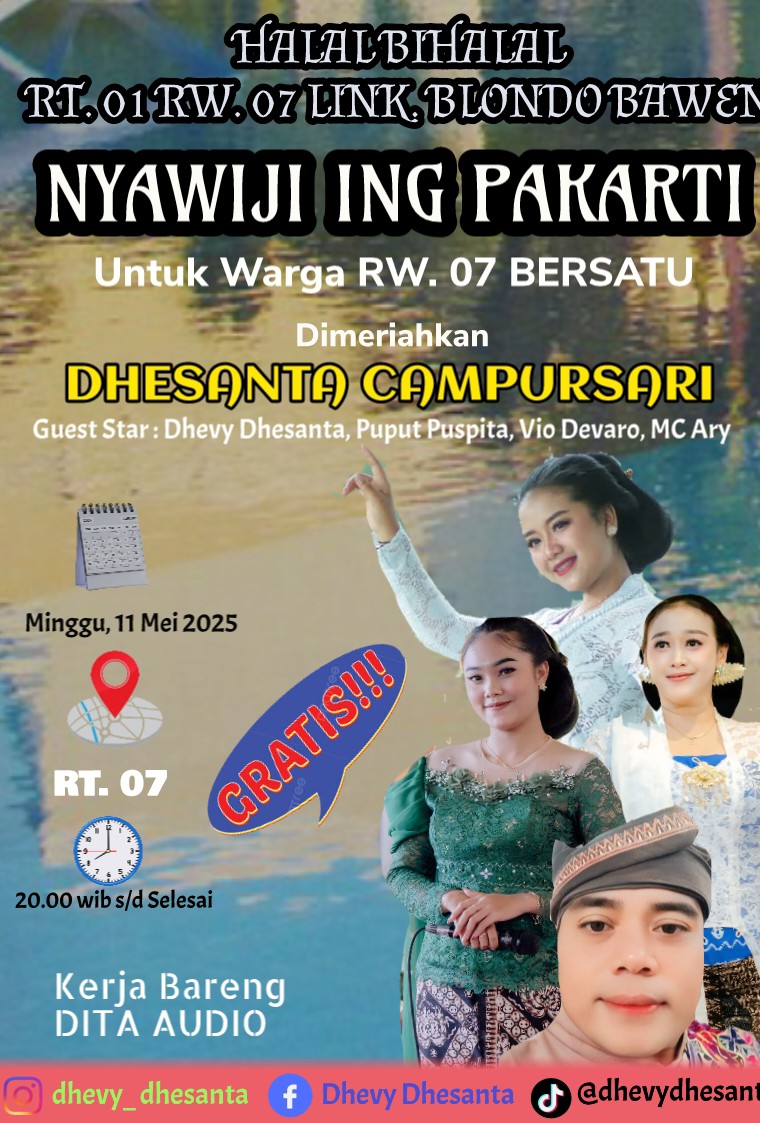 HALAL BIHALAL
RT. 01 RW. 07 LINK. BLONDO BAWEN
NYAWIJI ING PAKARTI
Untuk Warga RW. 07 BERSATU
Dimeriahkan
DHESANTA CAMPURSARI
Guest Star : Dhevy Dhesanta, Puput Puspita, Vio Devaro, MC Ary
Minggu, 11 Mei 2025
GRATIS!!!
RT. 07
20.00 wib s/d Selesai
Kerja Bareng
DITA AUDIO
dhevy_dhesanta
Dhevy Dhesanta
@dhevydhesant